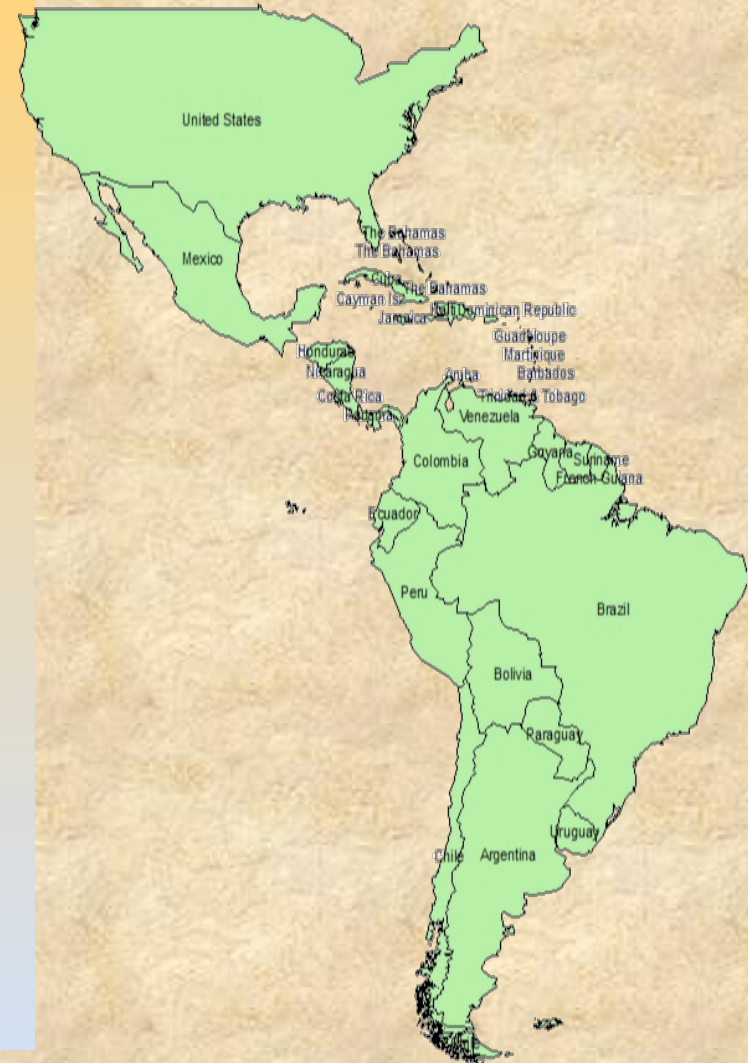 United States
The Bahamas
The Bahamas
Mexico
Cuba
The Bahamas
Cayman Isz
Haiti Dominican Republic
Jamaica
Guadeloupe
Honduras
Martinique
Nicaragua
Aruba
Barbados
Costa Rica
Trinidad & Tobago
Panama
Venezuela
Guyana
Colombia
Suriname
French Guiana
Ecuador
Peru
Brazil
Bolivia
Paraguay
Uruguay
Chile
Argentina